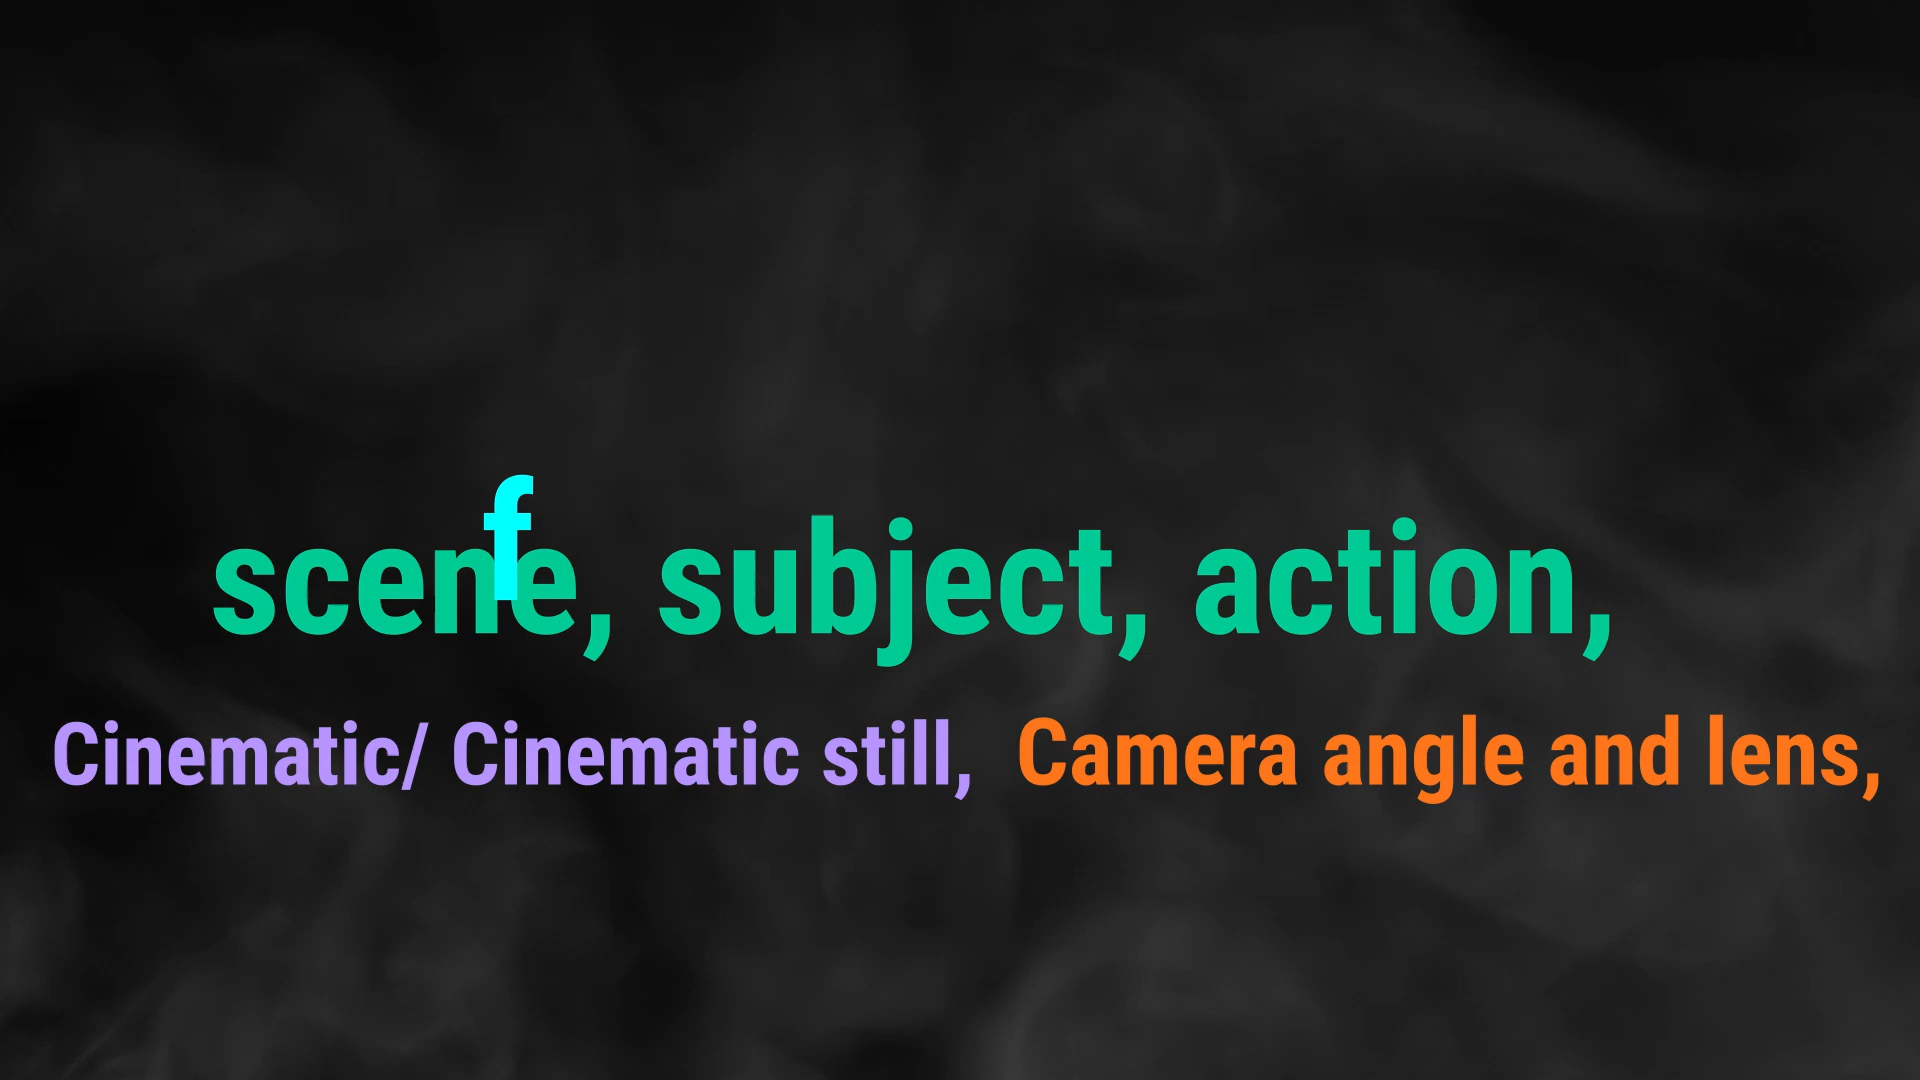 f
scene, subject, action,
Cinematic/ Cinematic still, Camera angle and lens,